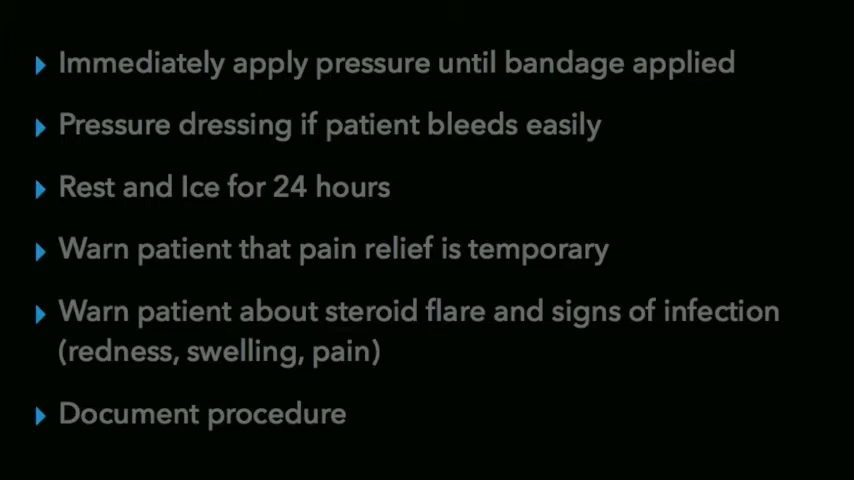 Immediately apply pressure until bandage applied
Pressure dressing if patient bleeds easily
Rest and Ice for 24 hours
Warn patient that pain relief is temporary
Warn patient about steroid flare and signs of infection
(redness, swelling, pain)
Document procedure